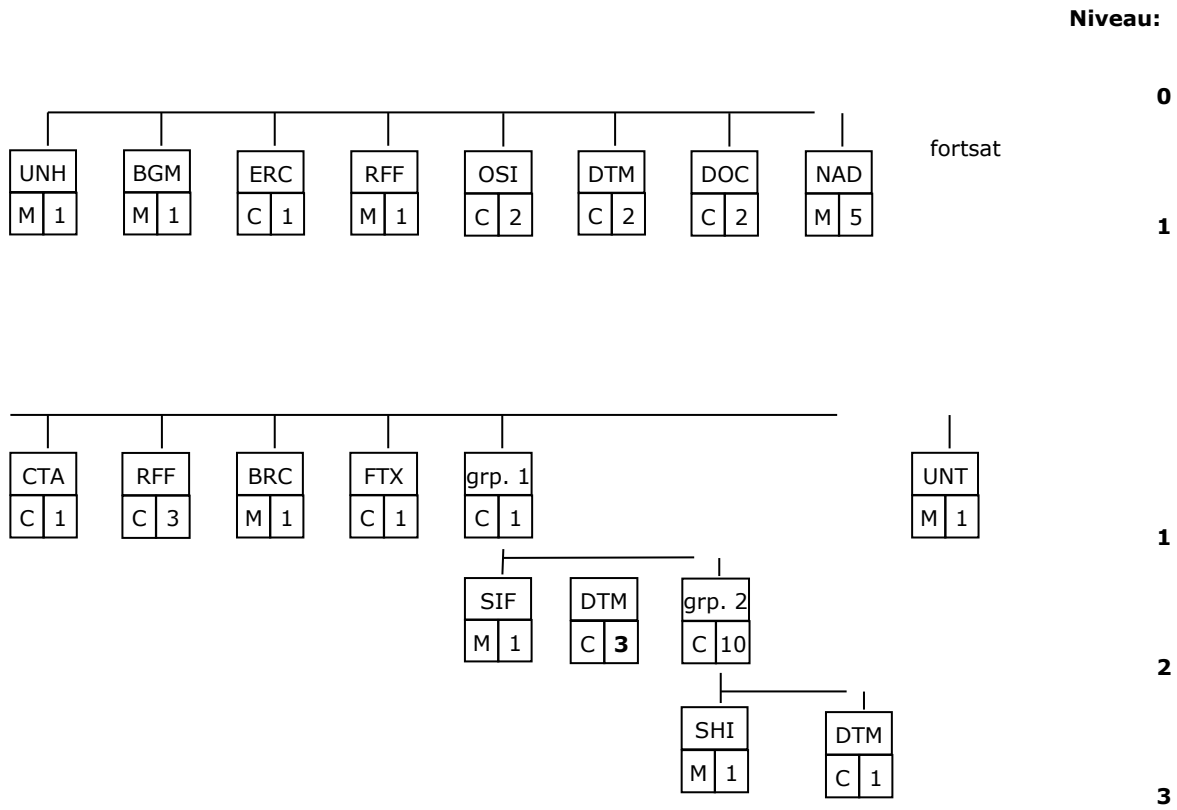 Niveau:
0
fortsat
UNH BGM ERC RFF OSI DTM DOC NAD
M 1 M 1 C 1 M 1 C 2 C 2 C 2 M 5
1
CTA RFF BRC FTX grp. 1 UNT
C 1 C 3 M 1 C 1 C 1 M 1
1
SIF DTM grp. 2
M 1 C 3 C 10
2
SHI DTM
M 1 C 1
3